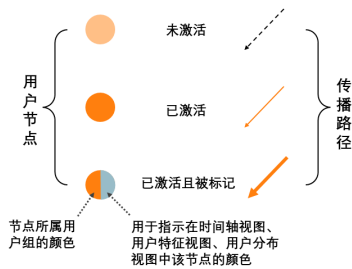 未激活
用户节点
已激活
传播路径
已激活且被标记
节点所属用
户组的颜色
用于指示在时间轴视图、
用户特征视图、用户分布
视图中该节点的颜色